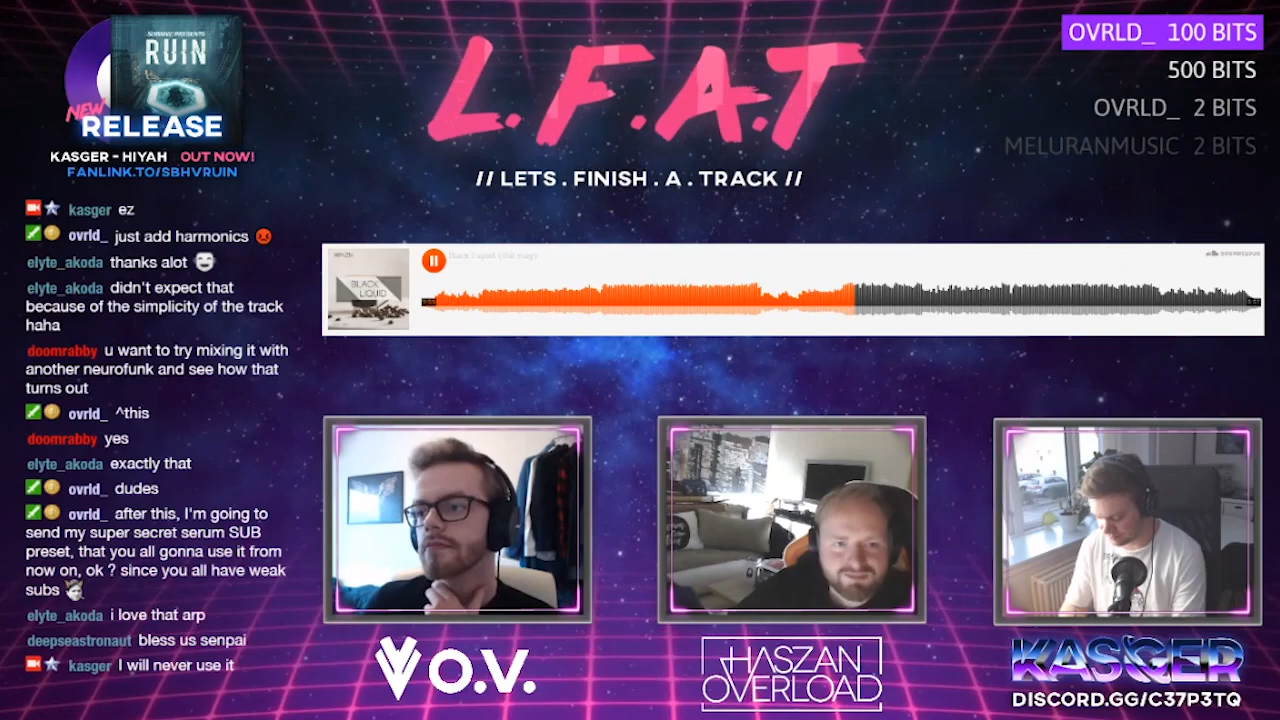 SBHVNC PRESENTS
RUIN
NEW
RELEASE
KASGER - HIYAH OUT NOW!
FANLINK.TO/SBHVRUIN
L.F.A.T
// LETS . FINISH . A . TRACK //
OVRLD_ 100 BITS
500 BITS
OVRLD_ 2 BITS
MELURANMUSIC 2 BITS
kasger ez
ovrld_ just add harmonics
elyte_akoda thanks alot
elyte_akoda didn't expect that
because of the simplicity of the track
haha
doomrabby u want to try mixing it with
another neurofunk and see how that
turns out
ovrld_ ^this
doomrabby yes
elyte_akoda exactly that
ovrld_ dudes
ovrld_ after this, I'm going to
send my super secret serum SUB
preset, that you all gonna use it from
now on, ok ? since you all have weak
subs
elyte_akoda i love that arp
deepseastronaut bless us senpai
kasger I will never use it
BLACK
LIQUID
SOUNDCLOUD
V O.V.
HASZAN
OVERLOAD
KASGER
DISCORD.GG/C37P3TQ